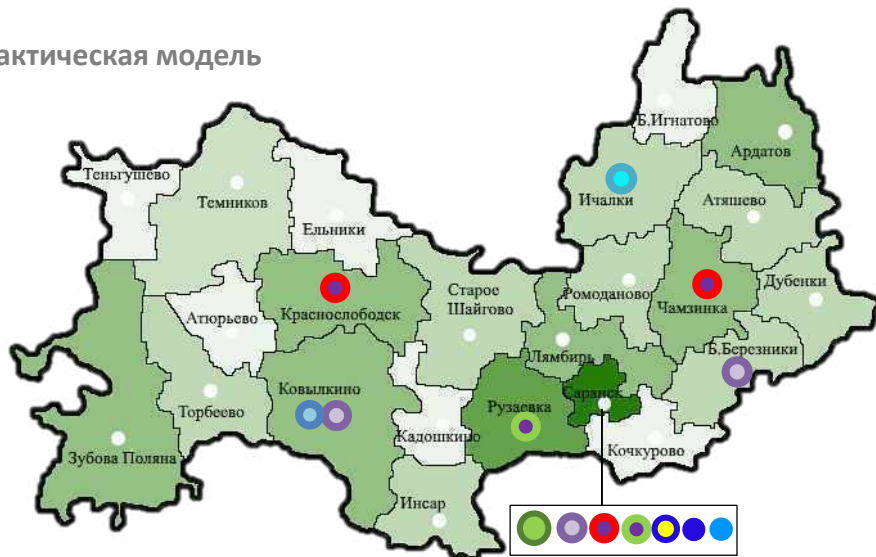 актическая модель
Б.Игнатово
Ардатов
Теньгушево
Темников
Ичалки
Атяшево
Ельники
Дубенки
Старое
Шайгово
Ромоданово
Атюрьево
Краснослободск
Чамзинка
Лямбирь
Б.Березники
Ковылкино
Саранск
Торбеево
Рузаевка
Кадошкино
Зубова Поляна
Кочкурово
Инсар